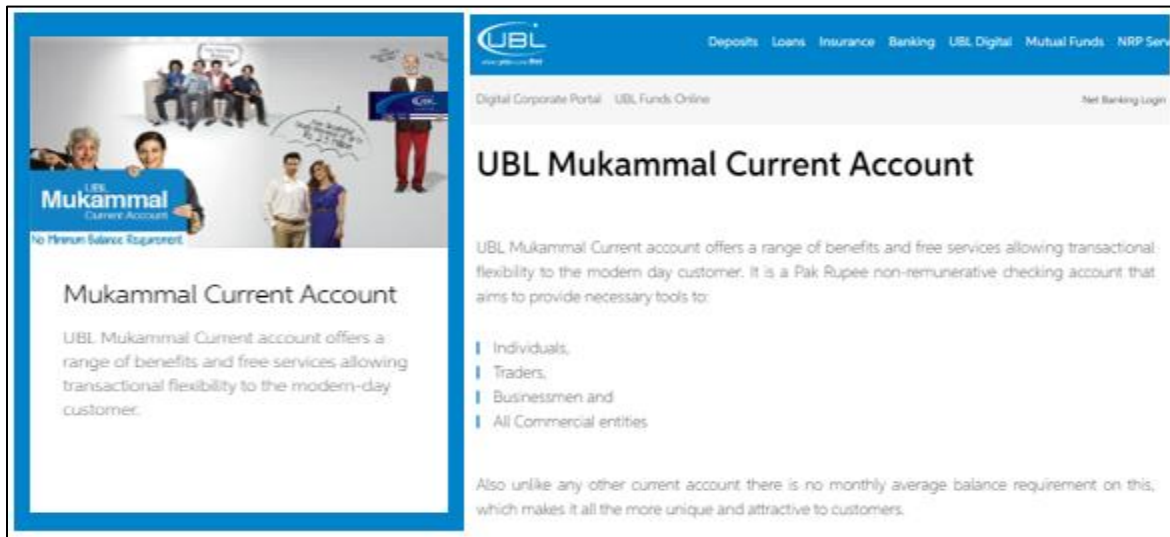 UBL
Mukammal
Current Account
No Minimum Balance Requirement
Mukammal Current Account
UBL Mukammal Current account offers a
range of benefits and free services allowing
transactional flexibility to the modern-day
customer.
UBL
where you come first
Deposits Loans Insurance Banking UBL Digital Mutual Funds NRP Serv
Digital Corporate Portal UBL Funds Online
Net Banking Login
UBL Mukammal Current Account
UBL Mukammal Current account offers a range of benefits and free services allowing transactional
flexibility to the modern day customer. It is a Pak Rupee non-remunerative checking account that
aims to provide necessary tools to:
Individuals,
Traders,
Businessmen and
All Commercial entities
Also unlike any other current account there is no monthly average balance requirement on this,
which makes it all the more unique and attractive to customers.